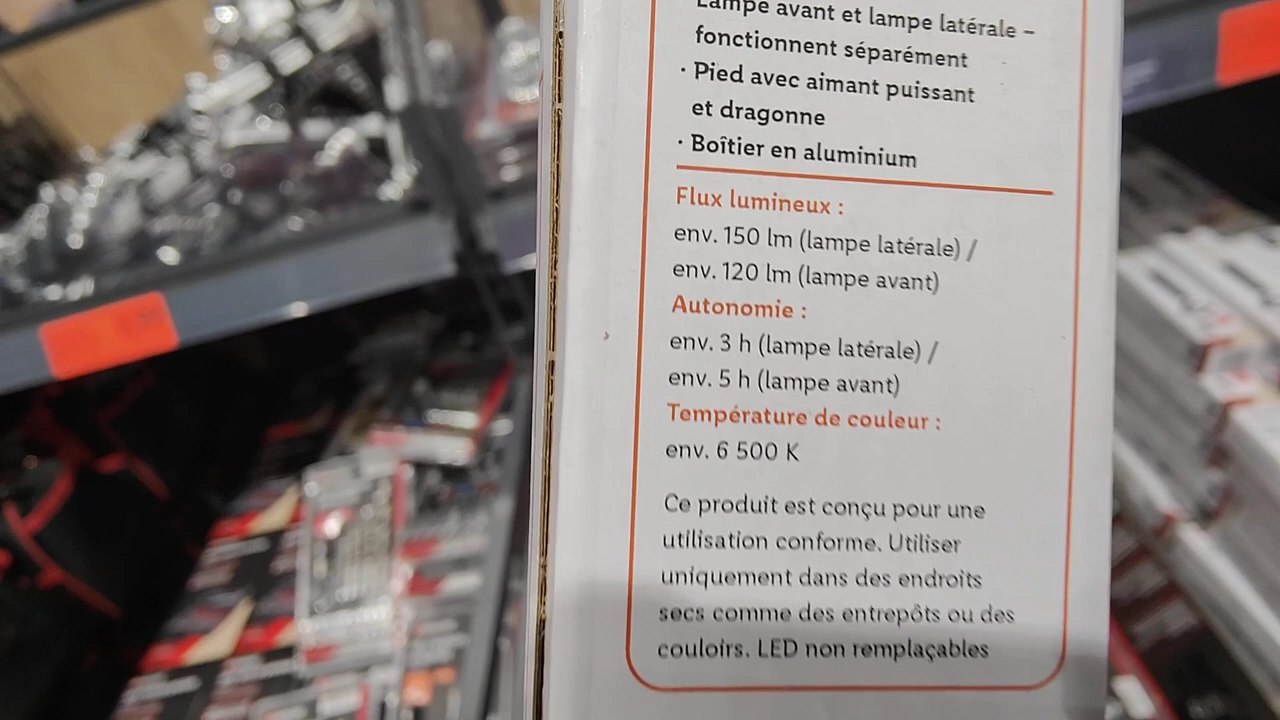 Lampe avant et lampe latérale –
fonctionnent séparément
· Pied avec aimant puissant
et dragonne
· Boîtier en aluminium
Flux lumineux :
env. 150 lm (lampe latérale) /
env. 120 lm (lampe avant)
Autonomie :
env. 3 h (lampe latérale) /
env. 5 h (lampe avant)
Température de couleur :
env. 6 500 K
Ce produit est conçu pour une
utilisation conforme. Utiliser
uniquement dans des endroits
secs comme des entrepôts ou des
couloirs. LED non remplaçables